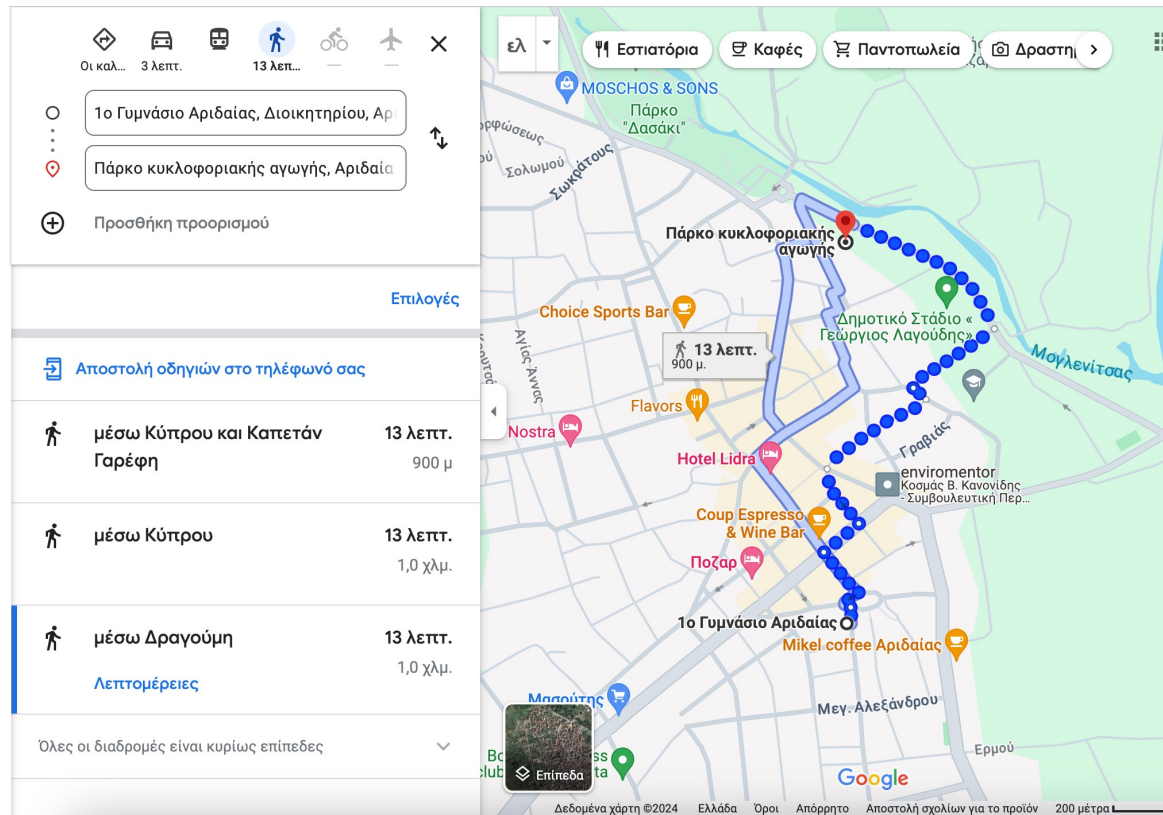 Οι καλ...
3 λεπτ.
13 λεπ...
1ο Γυμνάσιο Αριδαίας, Διοικητηρίου, Αρι
Πάρκο κυκλοφοριακής αγωγής, Αριδαία
Προσθήκη προορισμού
Επιλογές
Αποστολή οδηγιών στο τηλέφωνό σας
μέσω Κύπρου και Καπετάν
Γαρέφη
13 λεπτ.
900 μ
μέσω Κύπρου
13 λεπτ.
1,0 χλμ.
μέσω Δραγούμη
13 λεπτ.
1,0 χλμ.
Λεπτομέρειες
Όλες οι διαδρομές είναι κυρίως επίπεδες
ελ
Εστιατόρια
Καφές
Παντοπωλεία
Δραστηρ
MOSCHOS & SONS
Πάρκο
"Δασάκι"
Σολωμού
Σωκράτους
Πάρκο κυκλοφοριακής
αγωγής
Choice Sports Bar
Αγίας Άννας
13 λεπτ.
900 μ.
Δημοτικό Στάδιο «
Γεώργιος Λαγούδης»
Μογλενίτσας
Flavors
Nostra
Hotel Lidra
Γραβιάς
enviromentor
Κοσμάς Β. Κανονίδης
- Συμβουλευτική Περ...
Coup Espresso
& Wine Bar
Ποζαρ
1ο Γυμνάσιο Αριδαίας
Mikel coffee Αριδαίας
Μασούτης
Μεγ. Αλεξάνδρου
Ερμού
Επίπεδα
Google
Δεδομένα χάρτη ©2024 Ελλάδα Όροι Απόρρητο Αποστολή σχολίων για το προϊόν 200 μέτρα